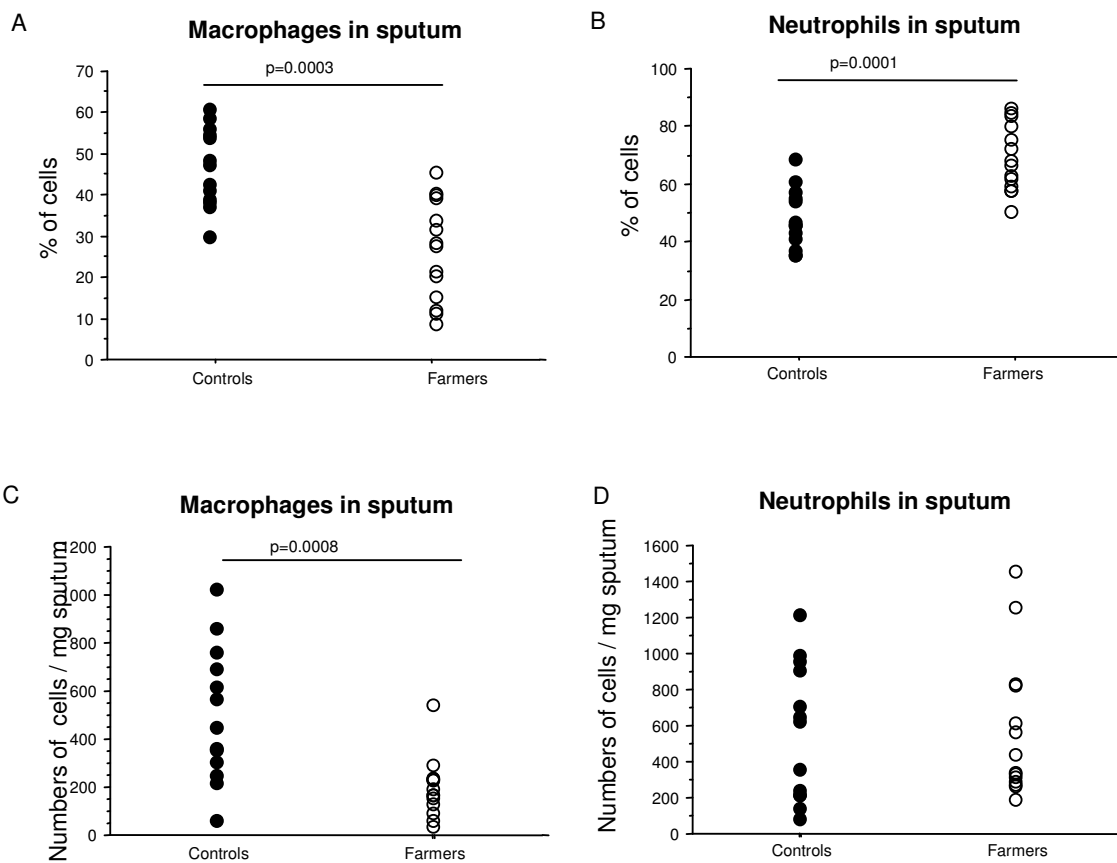 A
Macrophages in sputum
p=0.0003
% of cells
70
60
50
40
30
20
10
0
Controls
Farmers
B
Neutrophils in sputum
p=0.0001
% of cells
100
80
60
40
20
0
Controls
Farmers
C
Macrophages in sputum
p=0.0008
Numbers of cells / mg sputum
1200
1000
800
600
400
200
0
Controls
Farmers
D
Neutrophils in sputum
Numbers of cells / mg sputum
1600
1400
1200
1000
800
600
400
200
0
Controls
Farmers